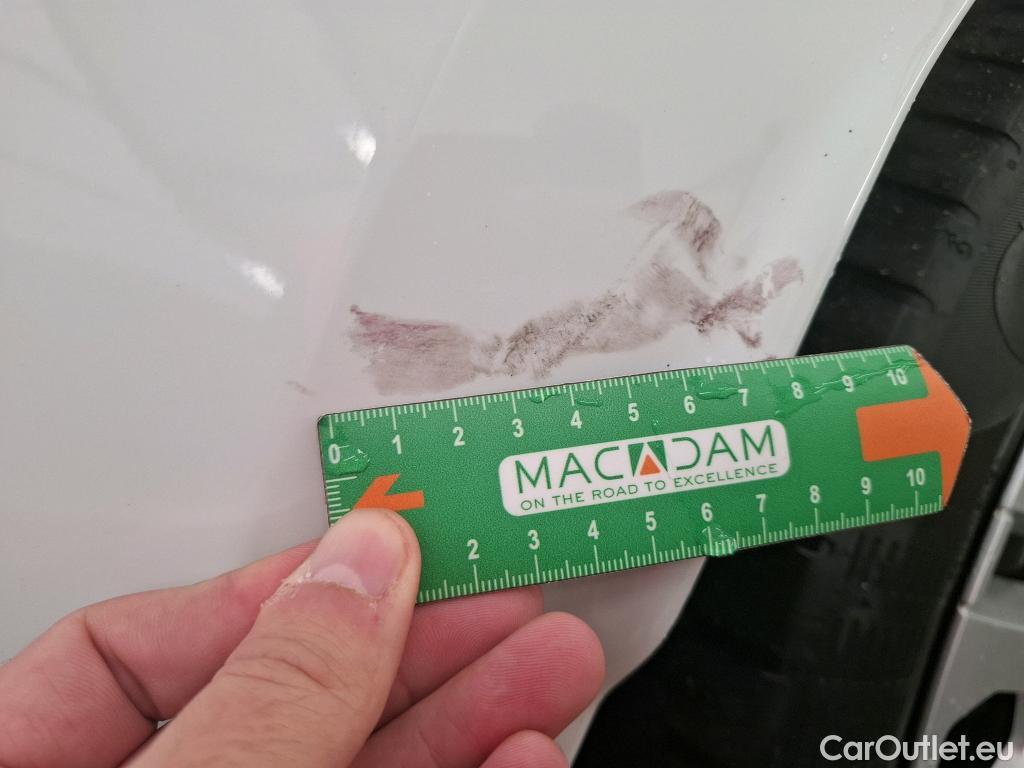 0 1 2 3 4 5 6 7 8 9 10
MACADAM
ON THE ROAD TO EXCELLENCE
2 3 4 5 6 7 8 9 10
CarOutlet.eu